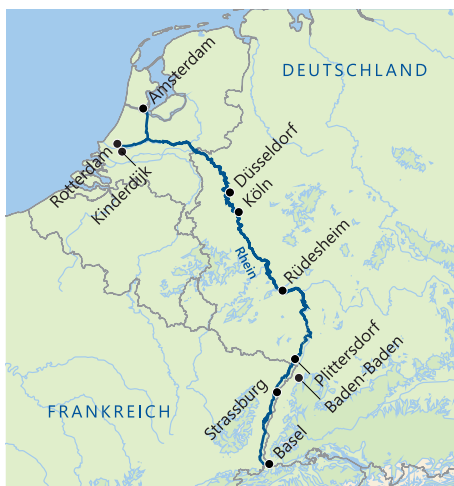 Amsterdam
DEUTSCHLAND
Rotterdam
Kinderdijk
Düsseldorf
Köln
Rhein
Rüdesheim
Plittersdorf
Baden-Baden
Strassburg
FRANKREICH
Basel